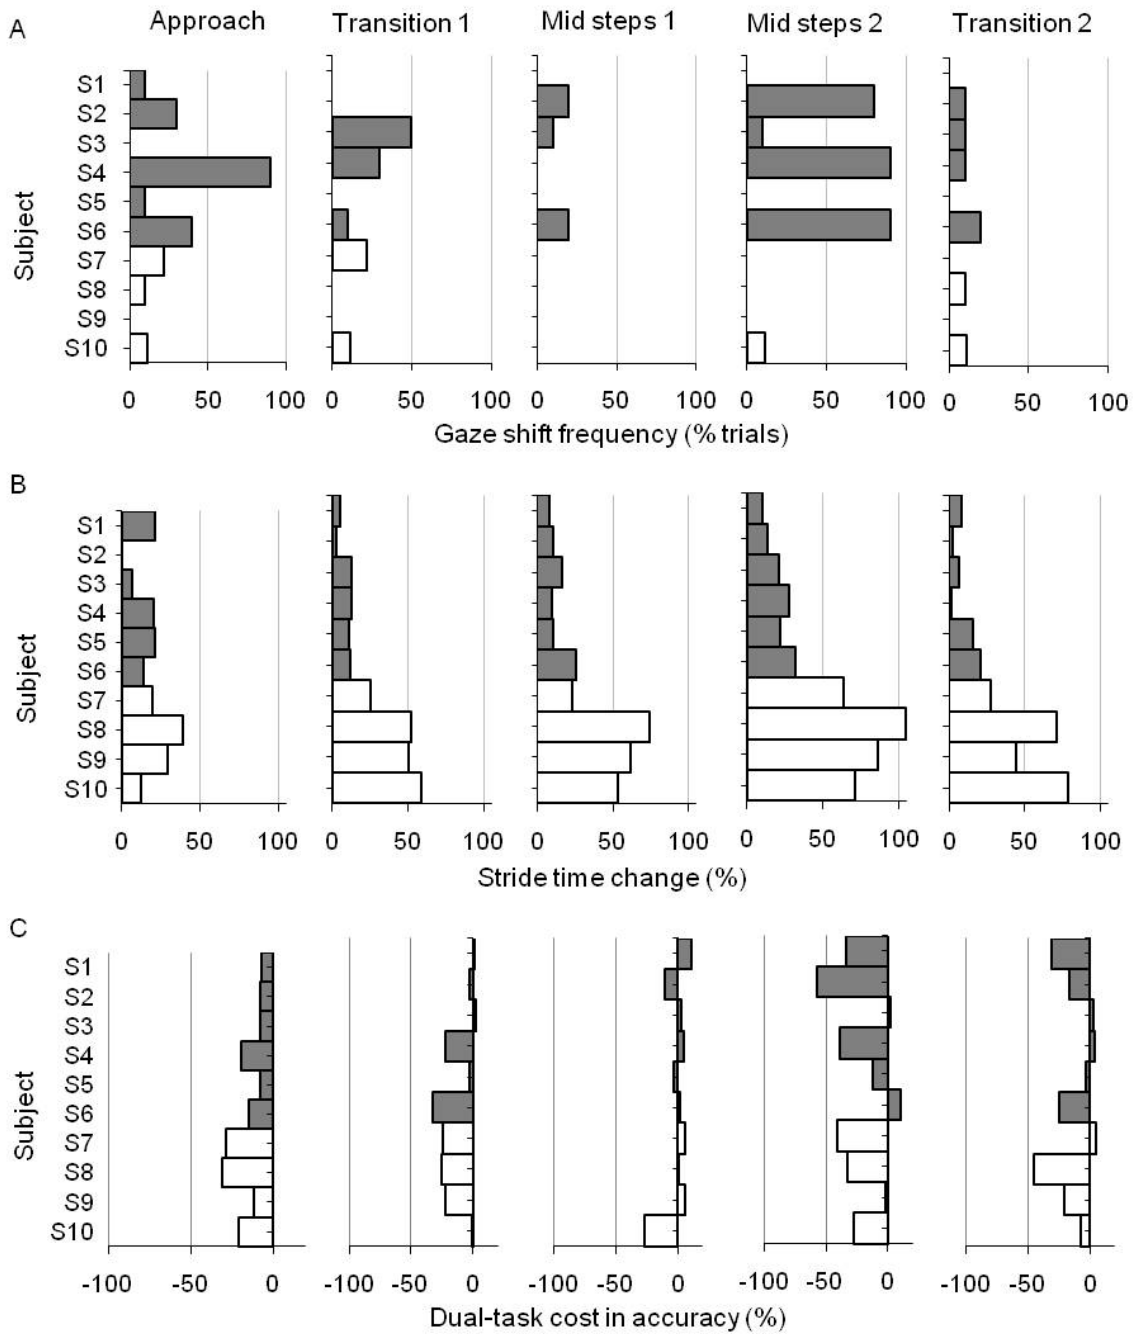 A
Approach Transition 1 Mid steps 1 Mid steps 2 Transition 2
Subject
S1
S2
S3
S4
S5
S6
S7
S8
S9
S10
0 50 100 0 50 100 0 50 100 0 50 100 0 50 100
Gaze shift frequency (% trials)
B
Subject
S1
S2
S3
S4
S5
S6
S7
S8
S9
S10
0 50 100 0 50 100 0 50 100 0 50 100 0 50 100
Stride time change (%)
C
Subject
S1
S2
S3
S4
S5
S6
S7
S8
S9
S10
-100 -50 0 -100 -50 0 -100 -50 0 -100 -50 0 -100 -50 0
Dual-task cost in accuracy (%)